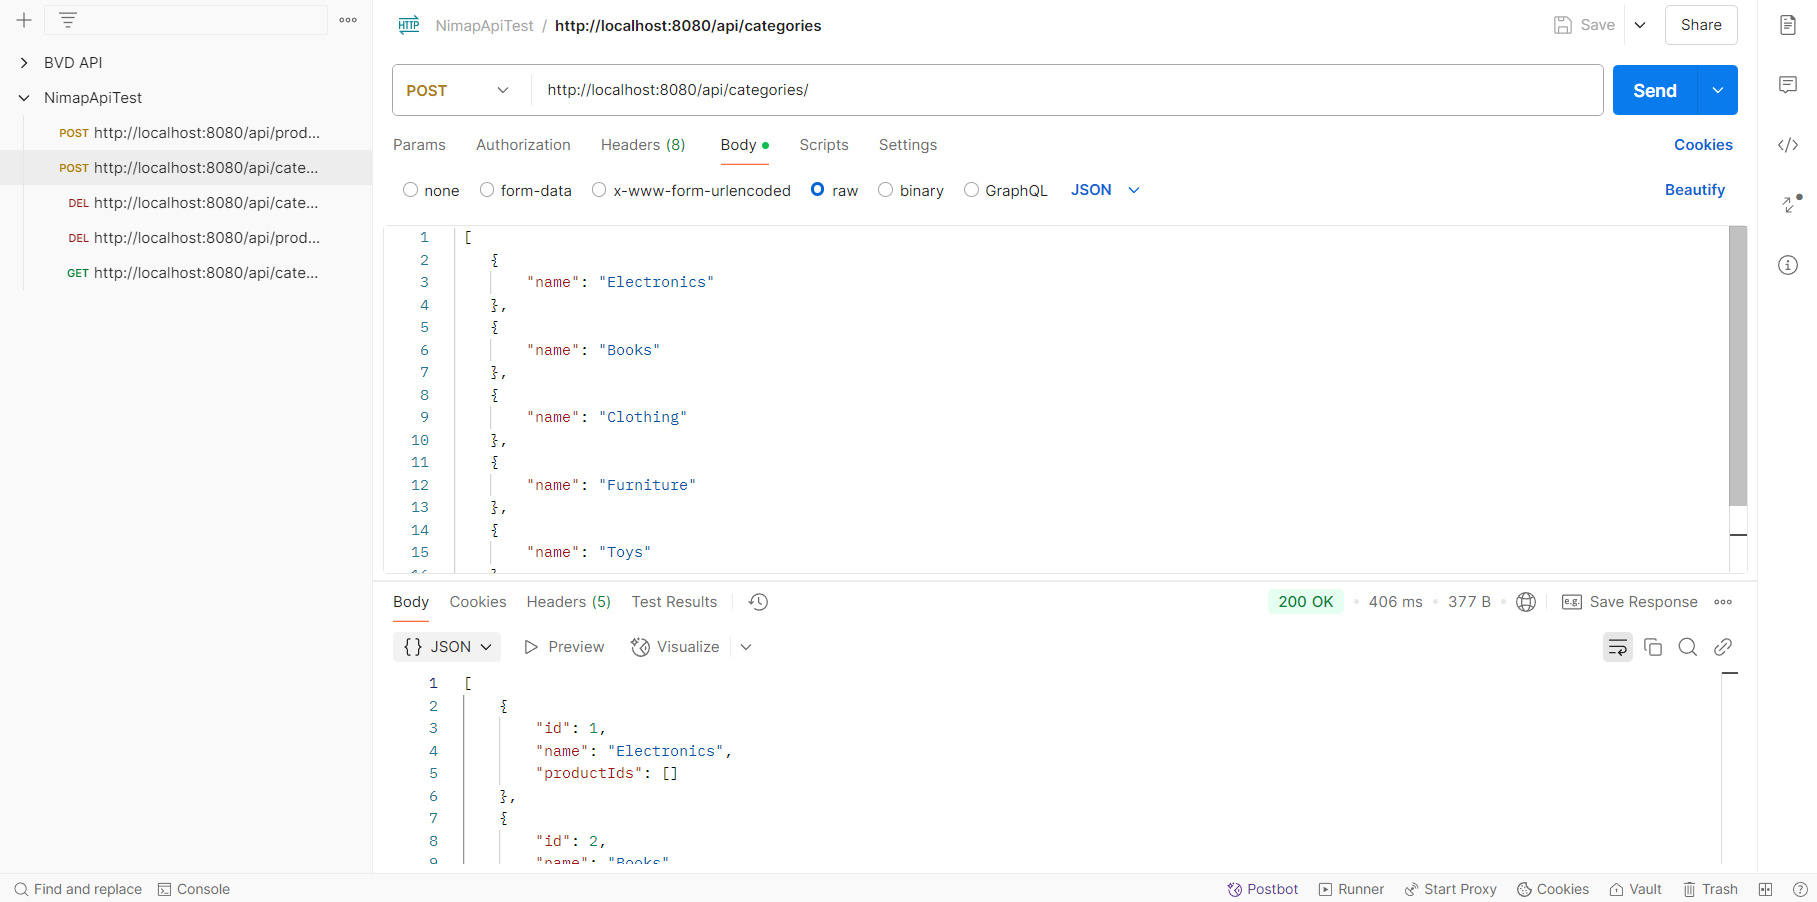 NimapApiTest / http://localhost:8080/api/categories
Save
Share
BVD API
NimapApiTest
POST http://localhost:8080/api/prod...
POST http://localhost:8080/api/cate...
DEL http://localhost:8080/api/cate...
DEL http://localhost:8080/api/prod...
GET http://localhost:8080/api/cate...
POST
http://localhost:8080/api/categories/
Send
Params Authorization Headers (8) Body Scripts Settings Cookies
none form-data x-www-form-urlencoded raw binary GraphQL JSON Beautify
1 [
2 {
3 "name": "Electronics"
4 },
5 {
6 "name": "Books"
7 },
8 {
9 "name": "Clothing"
10 },
11 {
12 "name": "Furniture"
13 },
14 {
15 "name": "Toys"
Body Cookies Headers (5) Test Results 200 OK 406 ms 377 B e.g. Save Response
{} JSON Preview Visualize
1 [
2 {
3 "id": 1,
4 "name": "Electronics",
5 "productIds": []
6 },
7 {
8 "id": 2,
9 "name": "Books"
Find and replace Console Postbot Runner Start Proxy Cookies Vault Trash